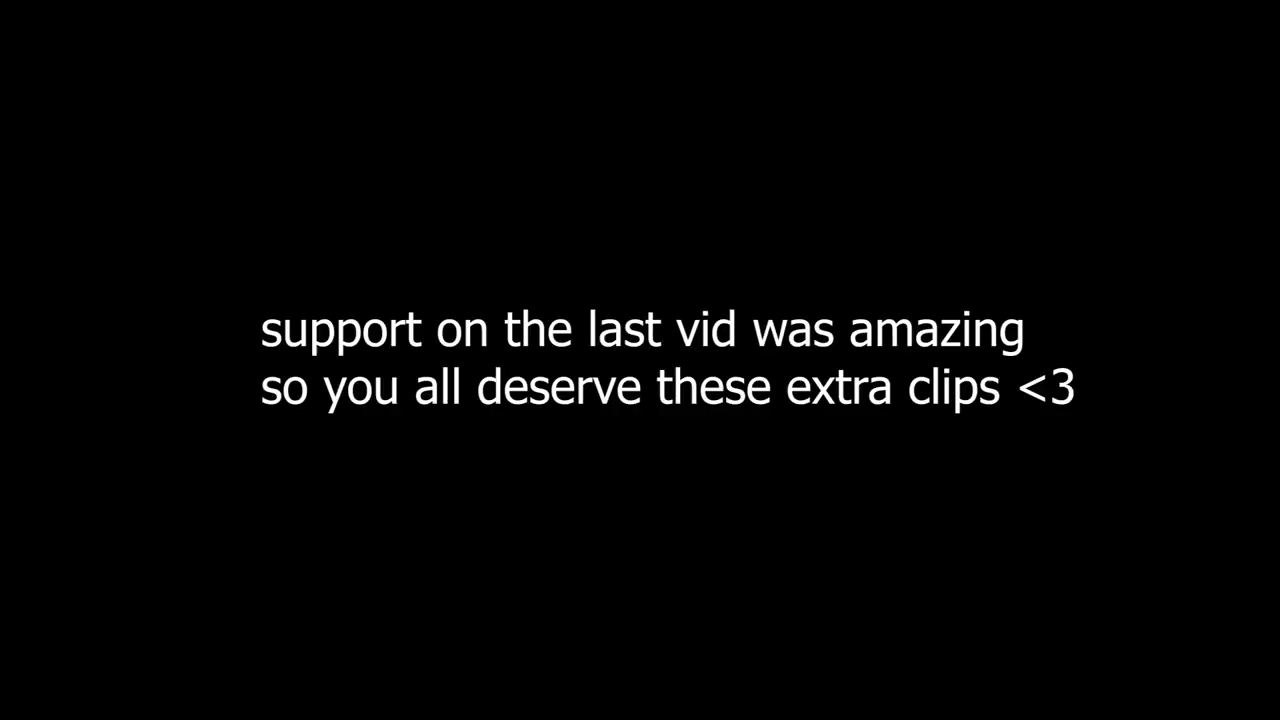 support on the last vid was amazing
so you all deserve these extra clips <3